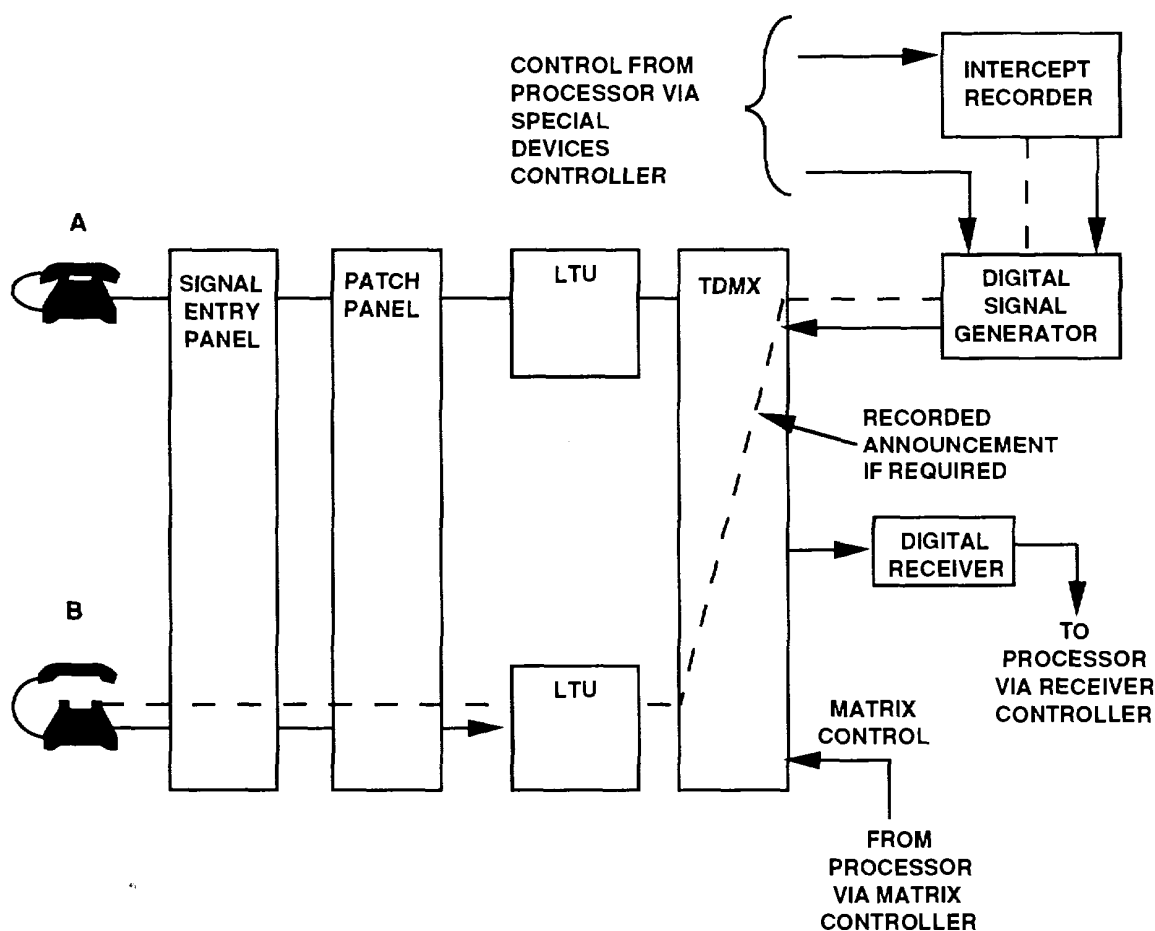 CONTROL FROM
PROCESSOR VIA
SPECIAL
DEVICES
CONTROLLER
INTERCEPT
RECORDER
A
SIGNAL
ENTRY
PANEL
PATCH
PANEL
LTU
TDMX
DIGITAL
SIGNAL
GENERATOR
RECORDED
ANNOUNCEMENT
IF REQUIRED
DIGITAL
RECEIVER
TO
PROCESSOR
VIA RECEIVER
CONTROLLER
B
LTU
MATRIX
CONTROL
FROM
PROCESSOR
VIA MATRIX
CONTROLLER